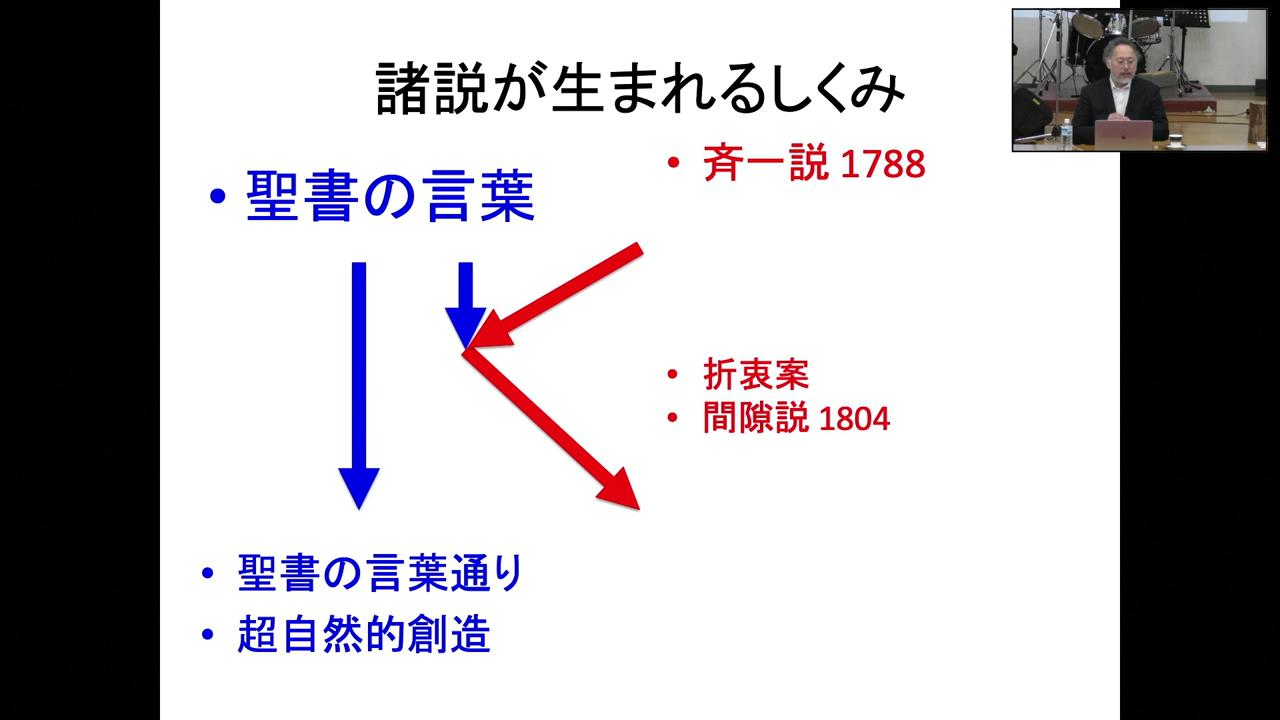 諸説が生まれるしくみ
• 聖書の言葉
• 斉一説 1788
• 折衷案
• 間隙説 1804
• 聖書の言葉通り
• 超自然的創造